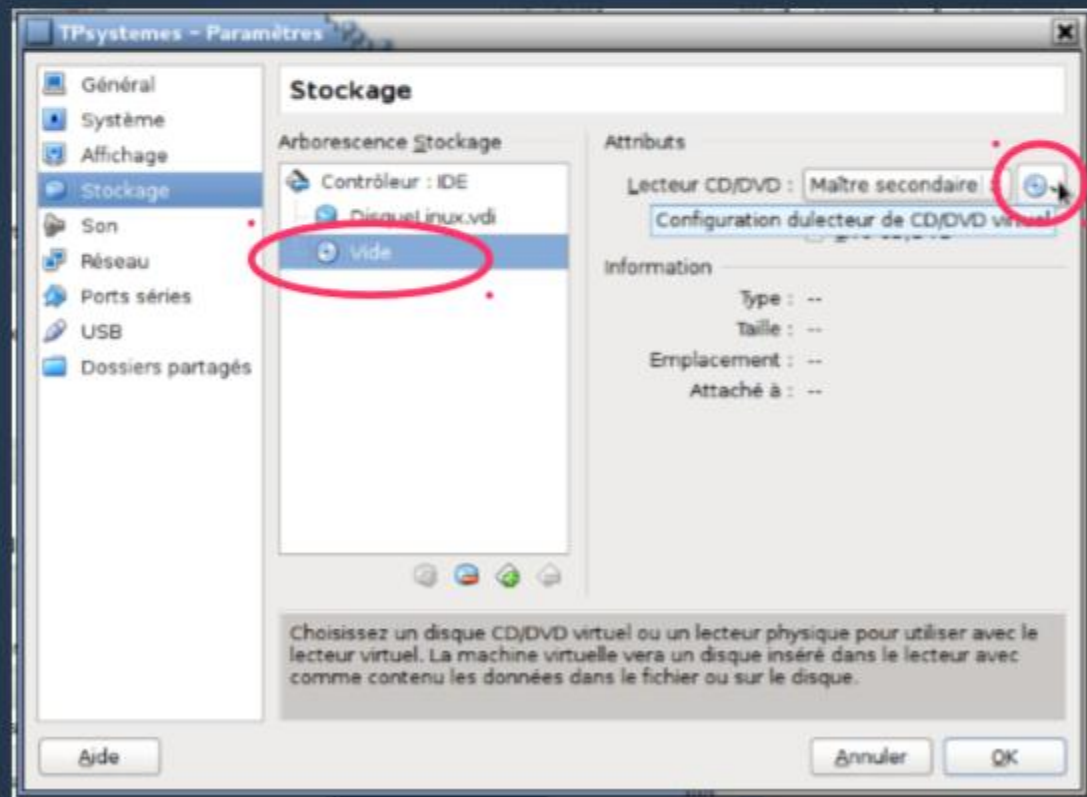 TPsystemes - Paramètres
Général
Système
Affichage
Stockage
Son
Réseau
Ports séries
USB
Dossiers partagés
Stockage
Arborescence Stockage
Contrôleur : IDE
DisqueLinux.vdi
Vide
Attributs
Lecteur CD/DVD : Maître secondaire
Configuration dulecteur de CD/DVD virtuel
Information
Type : --
Taille : --
Emplacement : --
Attaché à : --
Choisissez un disque CD/DVD virtuel ou un lecteur physique pour utiliser avec le
lecteur virtuel. La machine virtuelle vera un disque inséré dans le lecteur avec
comme contenu les données dans le fichier ou sur le disque.
Aide
Annuler
OK